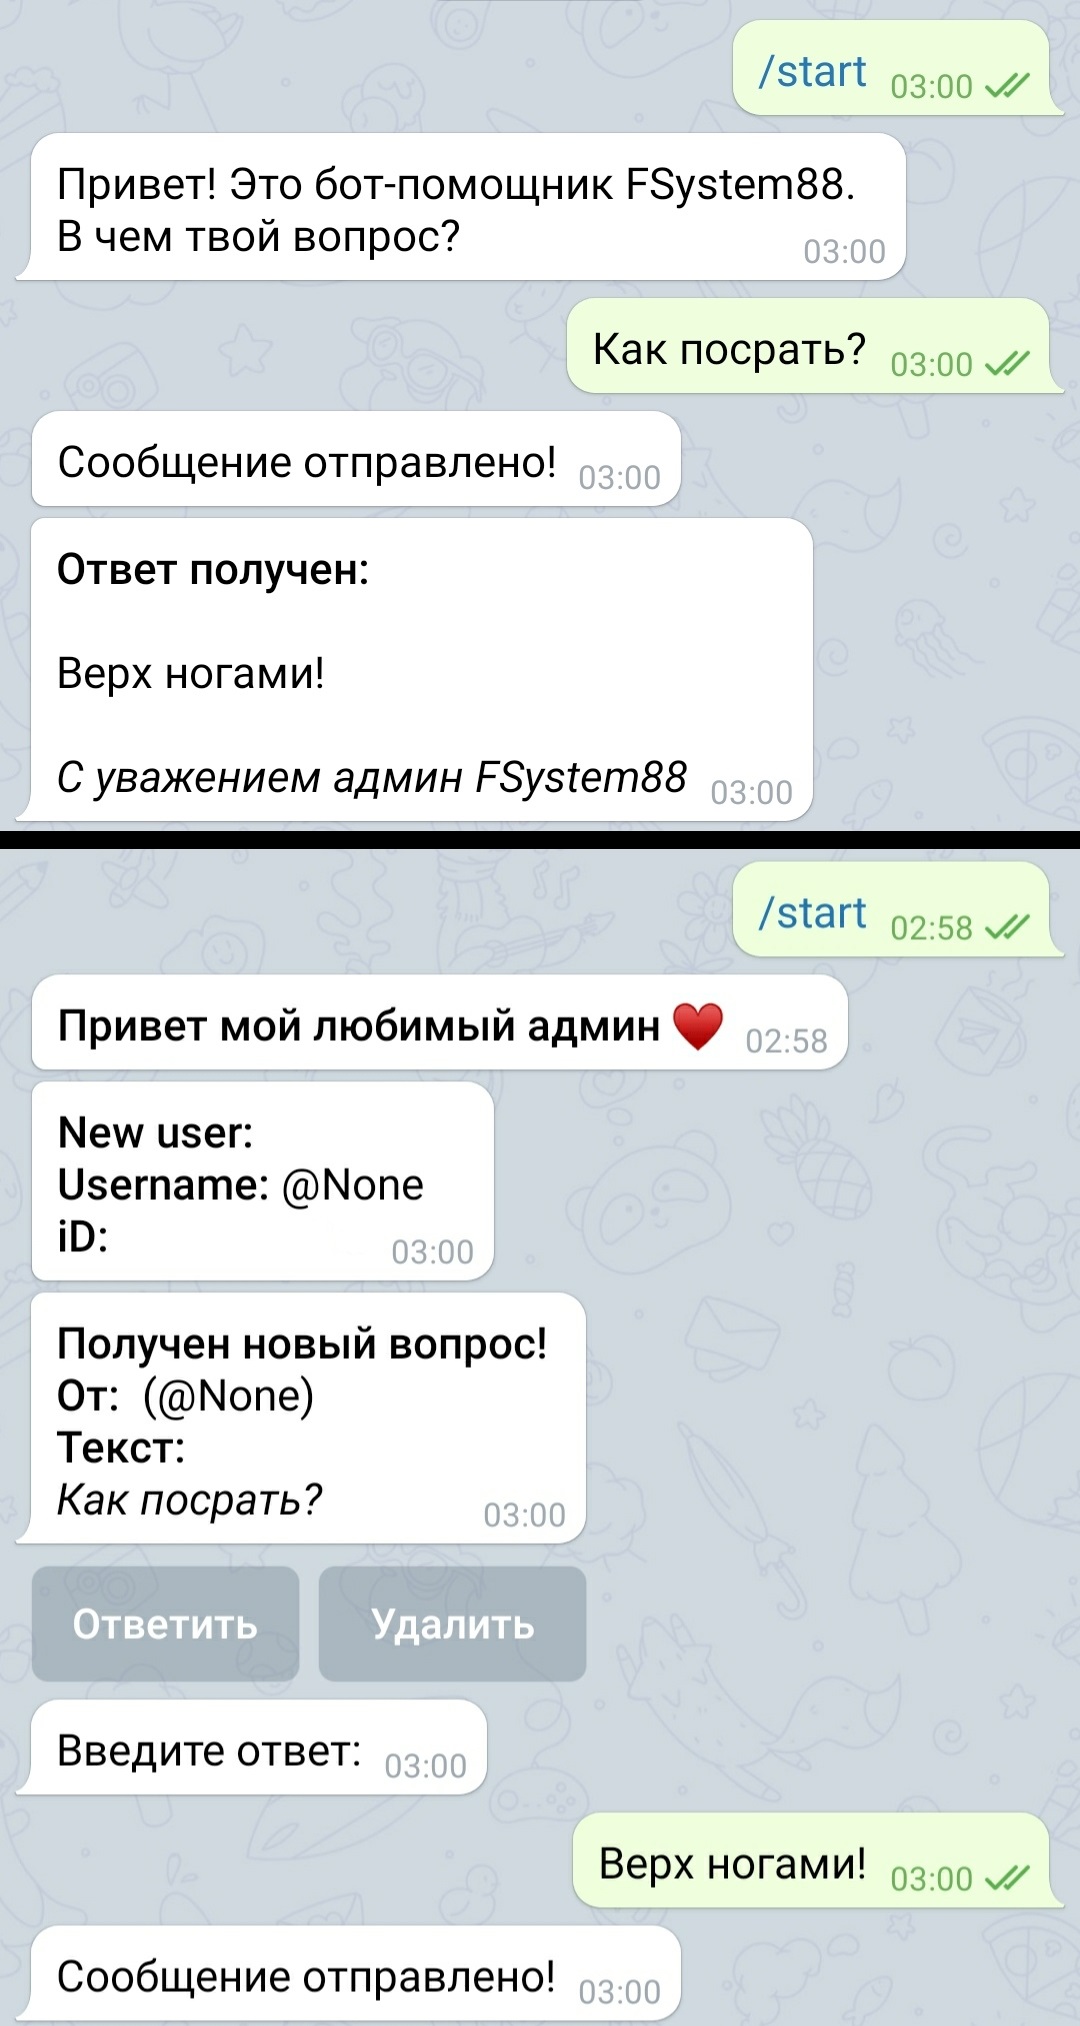 /start 03:00
Привет! Это бот-помощник FSystem88.
В чем твой вопрос? 03:00
Как посрать? 03:00
Сообщение отправлено! 03:00
Ответ получен:
Верх ногами!
С уважением админ FSystem88 03:00
/start 02:58
Привет мой любимый админ♥ 02:58
New user:
Username: @None
iD: 03:00
Получен новый вопрос!
От: (@None)
Текст:
Как посрать? 03:00
Ответить Удалить
Введите ответ: 03:00
Верх ногами! 03:00
Сообщение отправлено! 03:00